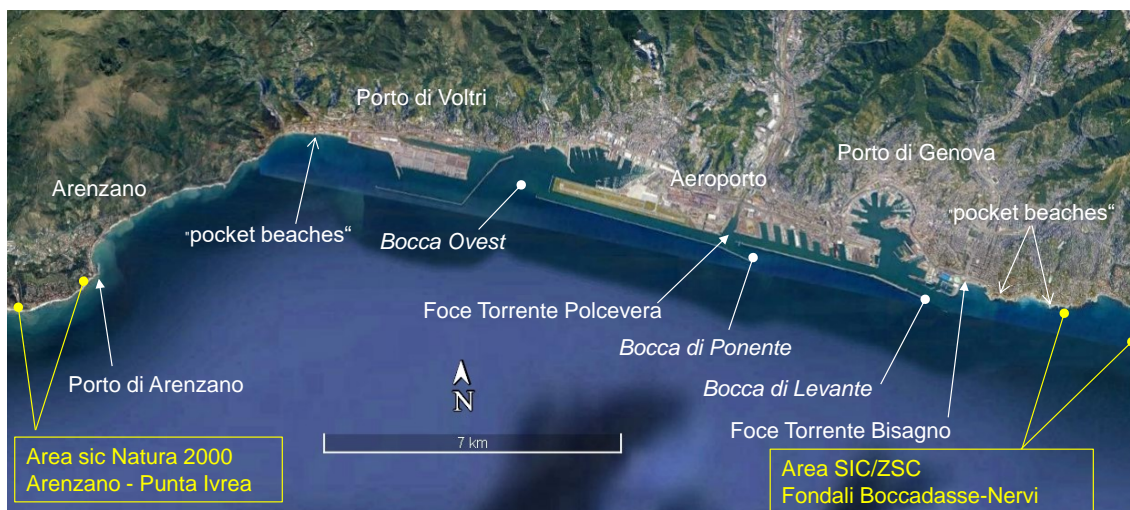 Porto di Voltri
Porto di Genova
Arenzano
Aeroporto
"pocket beaches“
"pocket beaches“
Bocca Ovest
Foce Torrente Polcevera
Bocca di Ponente
Porto di Arenzano
Bocca di Levante
N
Foce Torrente Bisagno
7 km
Area sic Natura 2000
Arenzano - Punta Ivrea
Area SIC/ZSC
Fondali Boccadasse-Nervi